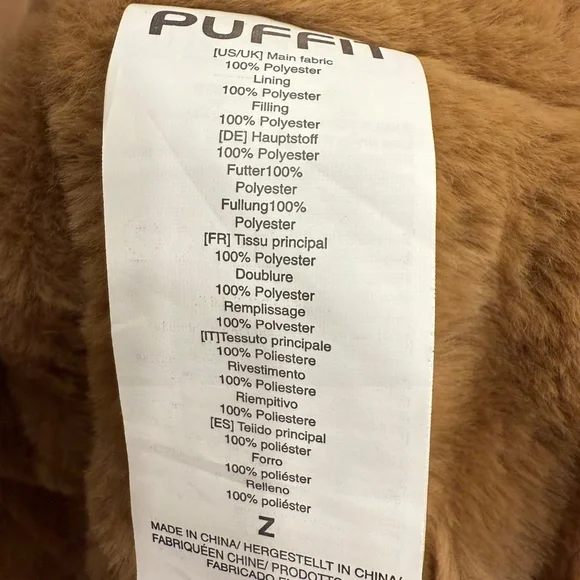 PUFFIT
[US/UK] Main fabric
100% Polyester
Lining
100% Polyester
Filling
100% Polyester
[DE] Hauptstoff
100% Polyester
Futter100%
Polyester
Fullung100%
Polyester
[FR] Tissu principal
100% Polyester
Doublure
100% Polyester
Remplissage
100% Polvester
[IT]Tessuto principale
100% Poliestere
Rivestimento
100% Poliestere
Riempitivo
100% Poliestere
[ES] Teiido principal
100% poliéster
Forro
100% poliéster
Relleno
100% poliéster
Z
MADE IN CHINA/ HERGESTELLT IN CHINA/
FABRIQUÉEN CHINE/ PRODOTTO
FABRICADO